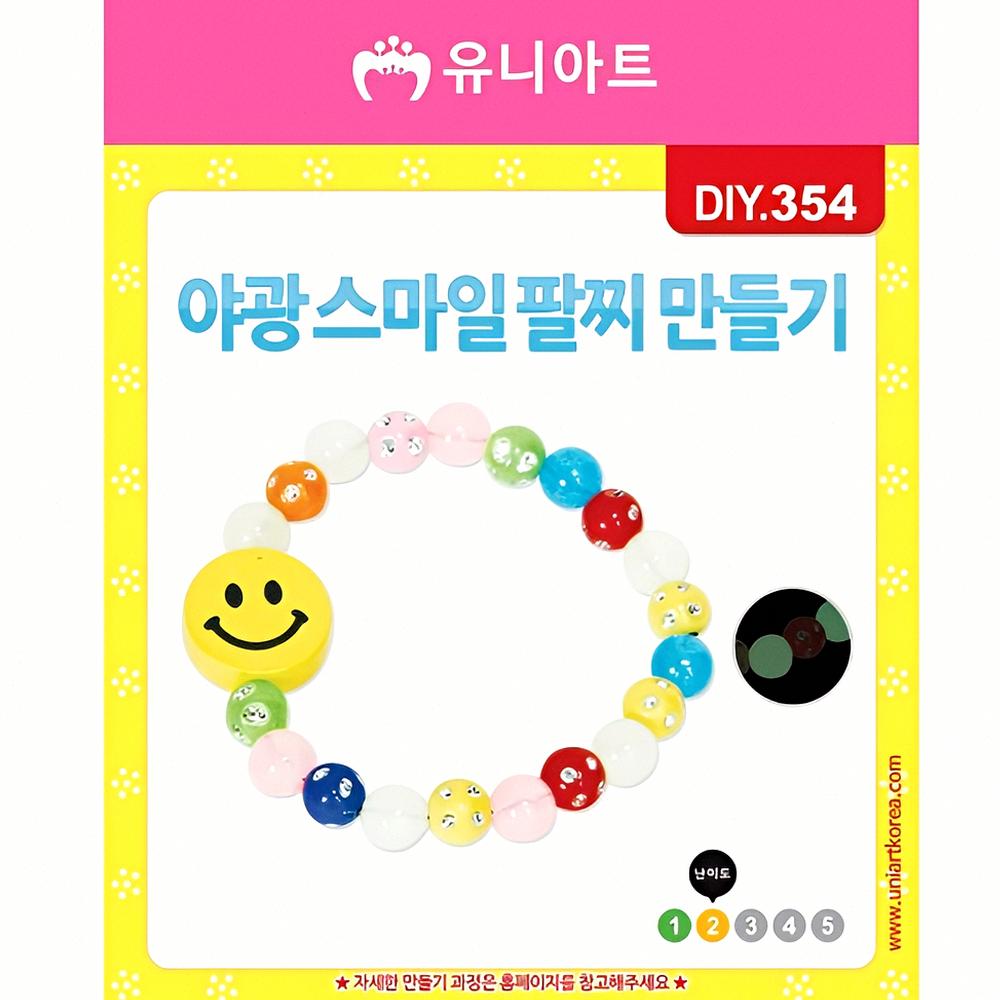 유니아트
DIY.354
야광 스마일 팔찌 만들기
난이도
1 2 3 4 5
www.uniartkorea.com
★ 자세한 만들기 과정은 홈페이지를 참고해주세요 ★